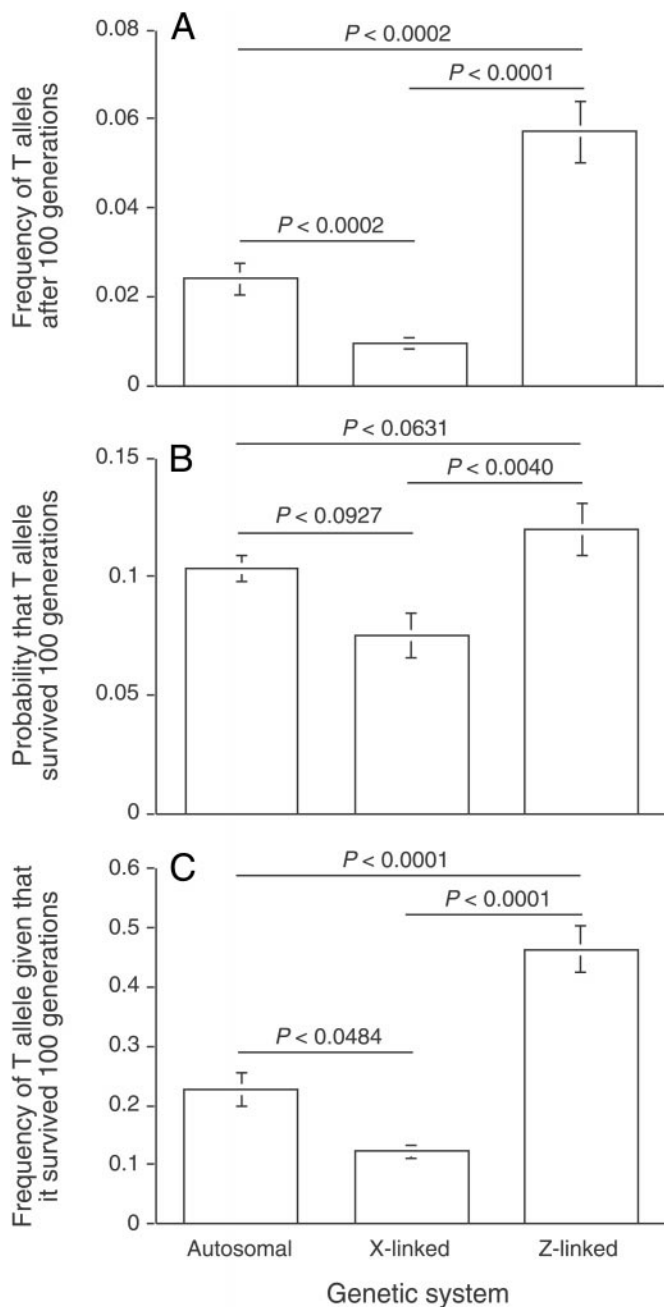 A
Frequency of T allele
after 100 generations
0.08
0.06
0.04
0.02
0
P < 0.0002
P < 0.0001
P < 0.0002
B
Probability that T allele
survived 100 generations
0.15
0.1
0.05
0
P < 0.0631
P < 0.0040
P < 0.0927
C
Frequency of T allele given that
it survived 100 generations
0.6
0.5
0.4
0.3
0.2
0.1
0
P < 0.0001
P < 0.0001
P < 0.0484
Autosomal X-linked Z-linked
Genetic system